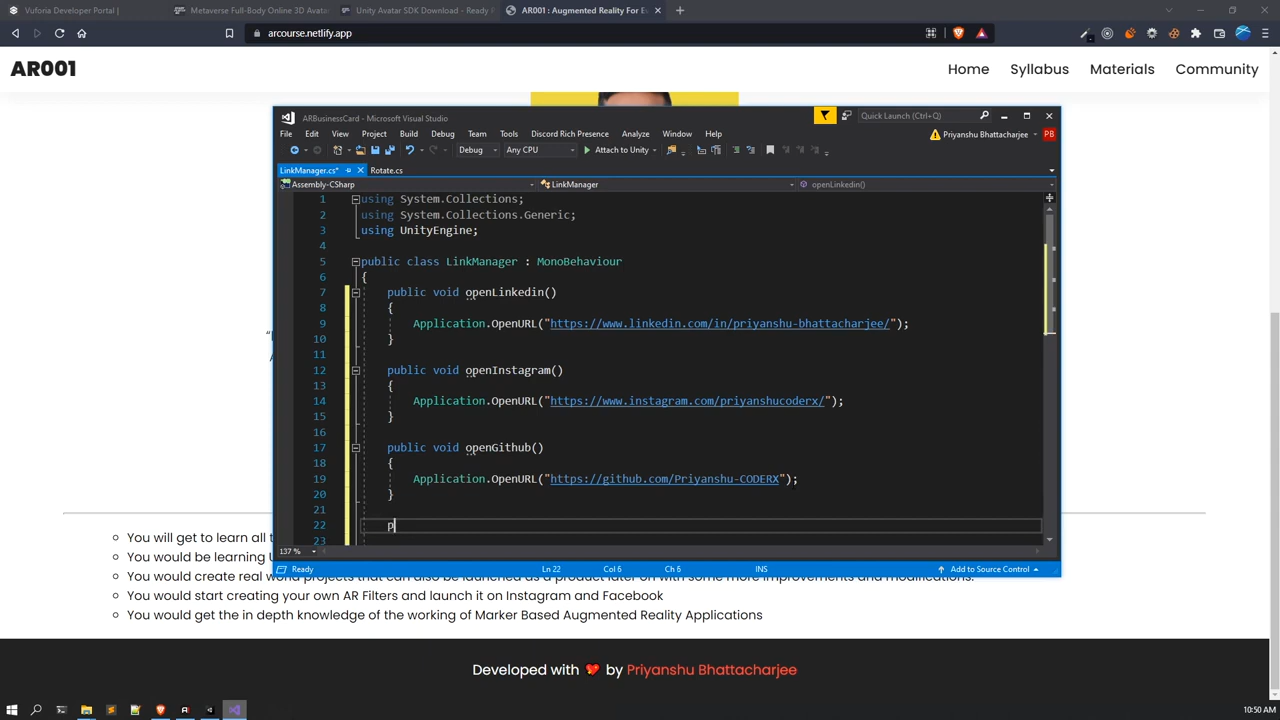 Vuforia Developer Portal |
Metaverse Full-Body Online 3D Avata
Unity Avatar SDK Download - Ready P
AR001 : Augmented Reality For Ev
arcourse.netlify.app
AR001
Home Syllabus Materials Community
ARBusinessCard - Microsoft Visual Studio
Quick Launch (Ctrl+Q)
File Edit View Project Build Debug Team Tools Discord Rich Presence Analyze Window Help
Priyanshu Bhattacharjee PB
Debug Any CPU Attach to Unity
LinkManager.cs* Rotate.cs
Assembly-CSharp LinkManager openLinkedin()
1 using System.Collections;
2 using System.Collections.Generic;
3 using UnityEngine;
4
5 public class LinkManager : MonoBehaviour
6 {
7 public void openLinkedin()
8 {
9 Application.OpenURL("https://www.linkedin.com/in/priyanshu-bhattacharjee/");
10 }
11
12 public void openInstagram()
13 {
14 Application.OpenURL("https://www.instagram.com/priyanshucoderx/");
15 }
16
17 public void openGithub()
18 {
19 Application.OpenURL("https://github.com/Priyanshu-CODERX");
20 }
21
22 p
23
137 %
Ready Ln 22 Col 6 Ch 6 INS Add to Source Control
You will get to learn all t
You would be learning U
You would create real world projects that can also be launched as a product later on with some more improvements and modifications.
You would start creating your own AR Filters and launch it on Instagram and Facebook
You would get the in depth knowledge of the working of Marker Based Augmented Reality Applications
Developed with ❤ by Priyanshu Bhattacharjee
10:50 AM